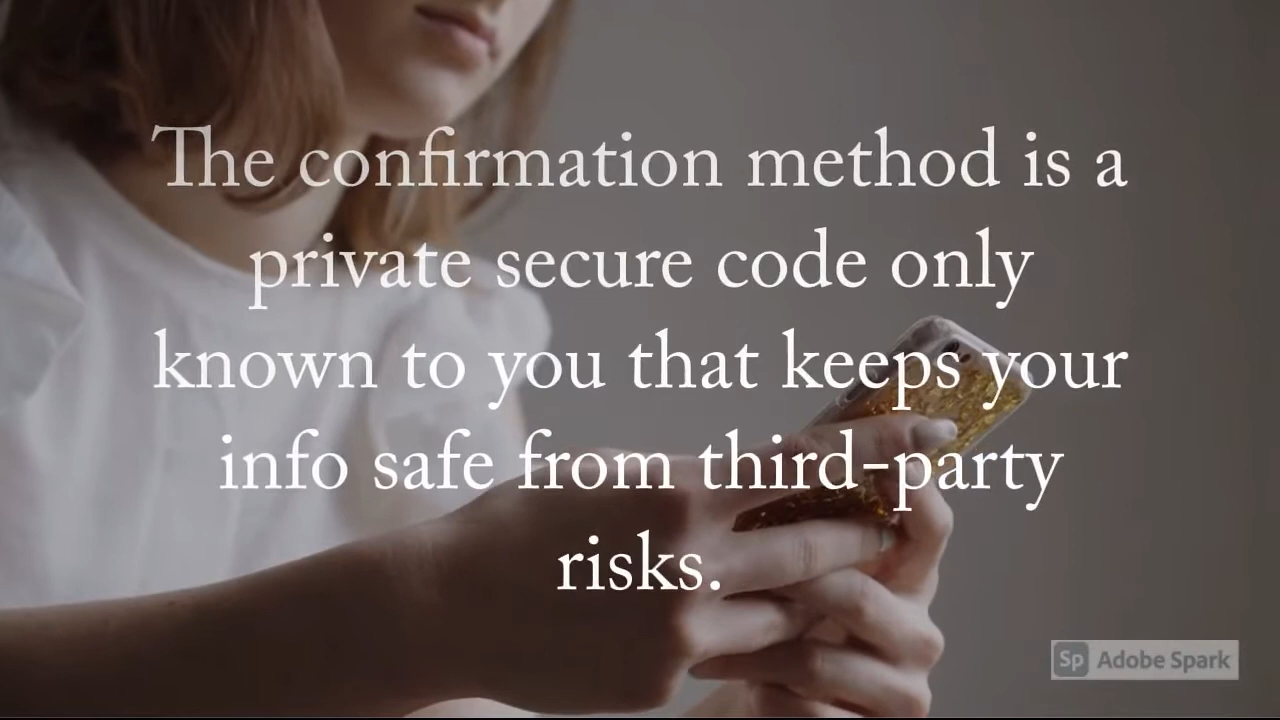 The confirmation method is a
private secure code only
known to you that keeps your
info safe from third-party
risks.
Sp Adobe Spark